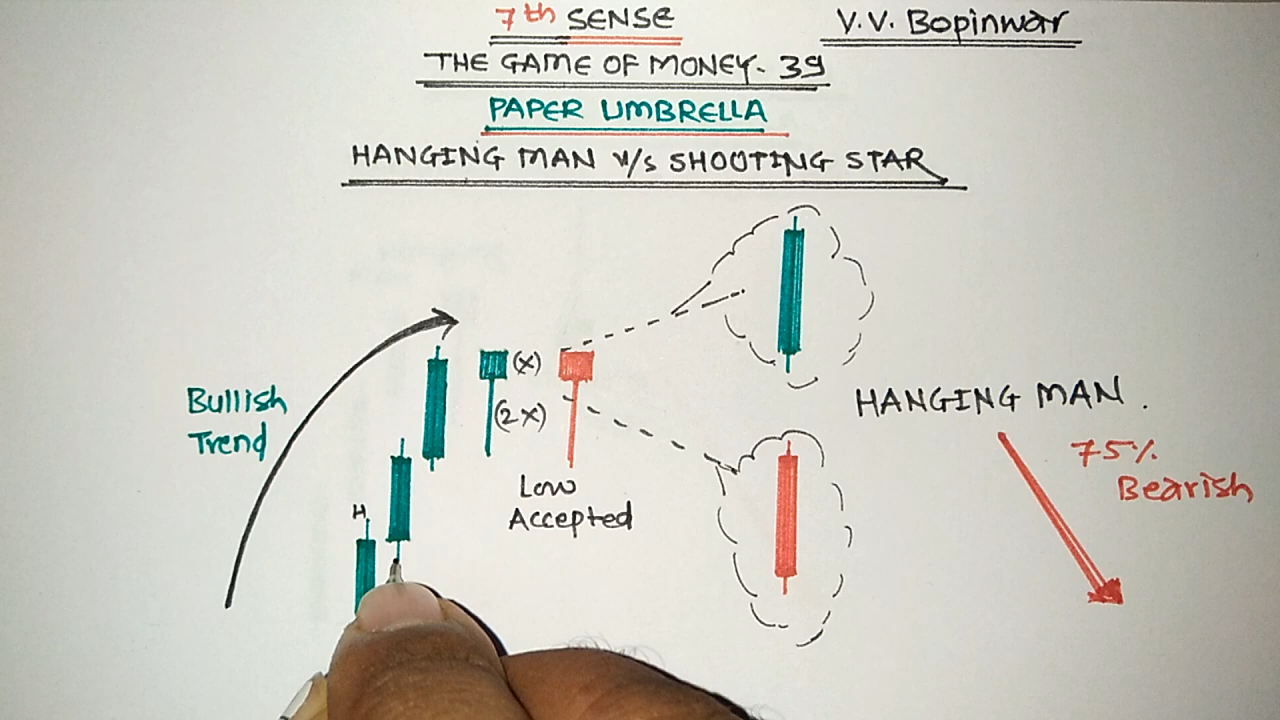 7th SENSE
V.V. Bopinwar
THE GAME OF MONEY- 39
PAPER UMBRELLA
HANGING MAN v/s SHOOTING STAR
Bullish
Trend
(x)
(2x)
Low
Accepted
H
HANGING MAN.
75%
Bearish